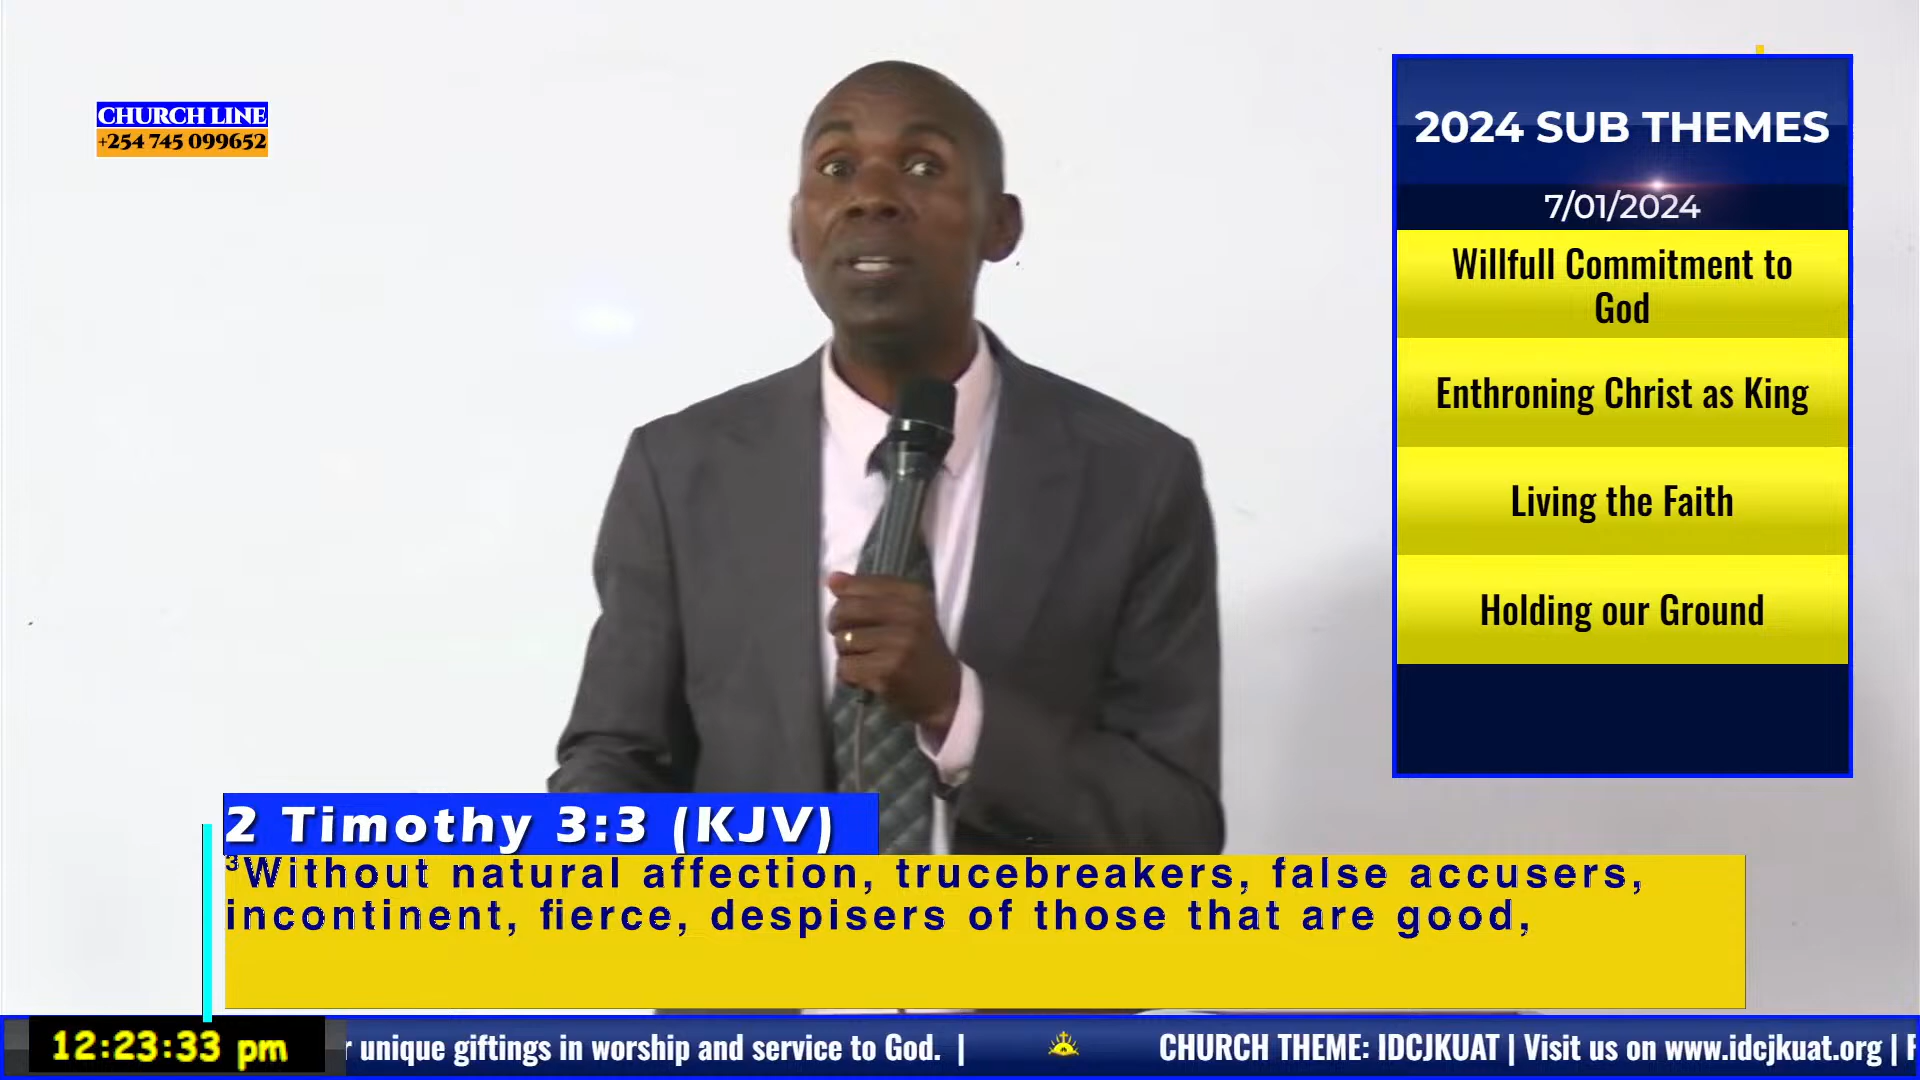 CHURCH LINE
+254 745 099652
2024 SUB THEMES
7/01/2024
Willfull Commitment to
God
Enthroning Christ as King
Living the Faith
Holding our Ground
2 Timothy 3:3 (KJV)
³Without natural affection, trucebreakers, false accusers,
incontinent, fierce, despisers of those that are good,
12:23:33 pm
unique giftings in worship and service to God. | CHURCH THEME: IDCJKUAT | Visit us on www.idcjkuat.org |